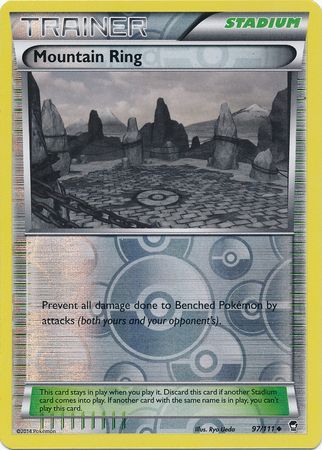 TRAINER
STADIUM
Mountain Ring
Prevent all damage done to Benched Pokémon by
attacks (both yours and your opponent's).
This card stays in play when you play it. Discard this card if another Stadium
card comes into play. If another card with the same name is in play, you can't
play this card.
©2014 Pokémon
Illus. Ryo Ueda
97/111